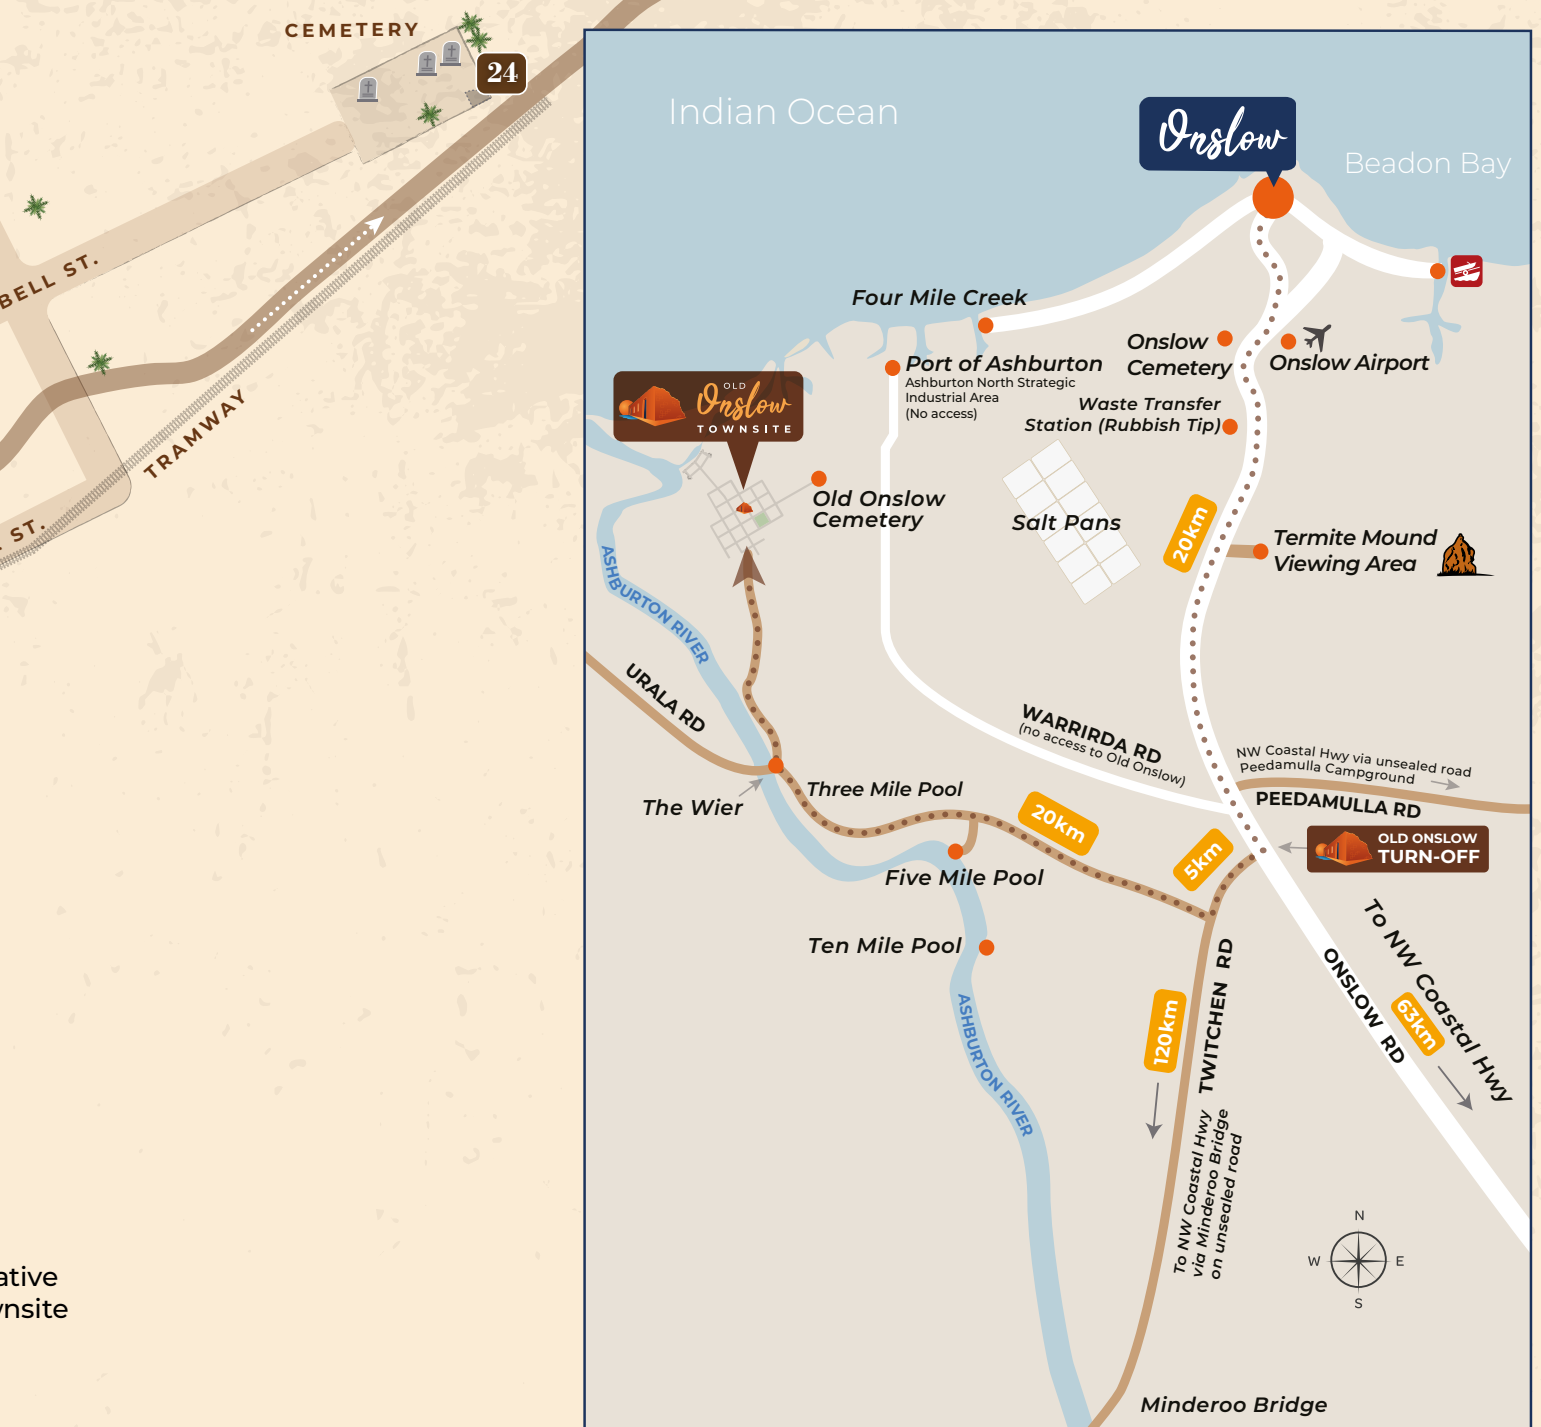 CEMETERY
24
BELL ST.
TRAMWAY
ST.
ative
wnsite
Indian Ocean
Onslow
Beadon Bay
Four Mile Creek
Port of Ashburton
Ashburton North Strategic
Industrial Area
(No access)
Onslow
Cemetery
Onslow Airport
Waste Transfer
Station (Rubbish Tip)
OLD
Onslow
TOWNSITE
Old Onslow
Cemetery
Salt Pans
20km
Termite Mound
Viewing Area
ASHBURTON RIVER
URALA RD
WARRIRDA RD
(no access to Old Onslow)
NW Coastal Hwy via unsealed road
Peedamulla Campground
PEEDAMULLA RD
The Wier
Three Mile Pool
20km
5km
OLD ONSLOW
TURN-OFF
Five Mile Pool
Ten Mile Pool
To NW Coastal Hwy
63km
ONSLOW RD
ASHBURTON RIVER
120km
TWITCHEN RD
To NW Coastal Hwy
via Minderoo Bridge
on unsealed road
N
W
E
S
Minderoo Bridge